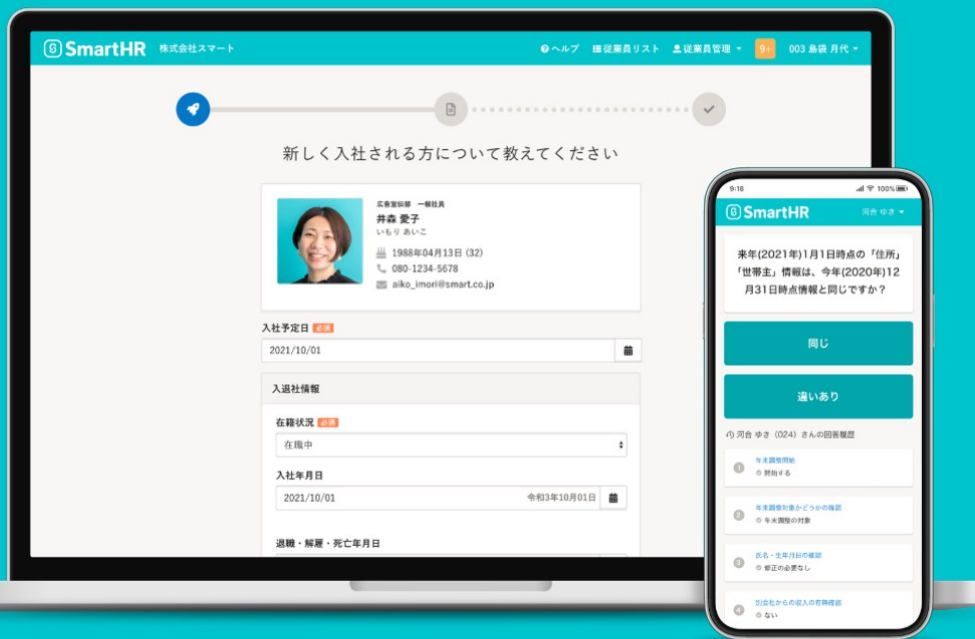 SmartHR 株式会社スマート
ヘルプ 従業員リスト 従業員管理 9+ 003 島袋 月代
新しく入社される方について教えてください
広告宣伝部 一般社員
井森 愛子
いもり あいこ
1988年04月13日 (32)
080-1234-5678
aiko_imori@smart.co.jp
入社予定日 必須
2021/10/01
入退社情報
在籍状況 必須
在職中
入社年月日
2021/10/01 令和3年10月01日
退職・解雇・死亡年月日
9:18 100%
SmartHR 河合 ゆき
来年(2021年)1月1日時点の「住所」
「世帯主」情報は、今年(2020年)12
月31日時点情報と同じですか?
同じ
違いあり
河合 ゆき (024) さんの回答履歴
1 年末調整開始
開始する
2 年末調整対象かどうかの確認
年末調整の対象
3 氏名・生年月日の確認
修正の必要なし
4 別会社からの収入の有無確認
ない